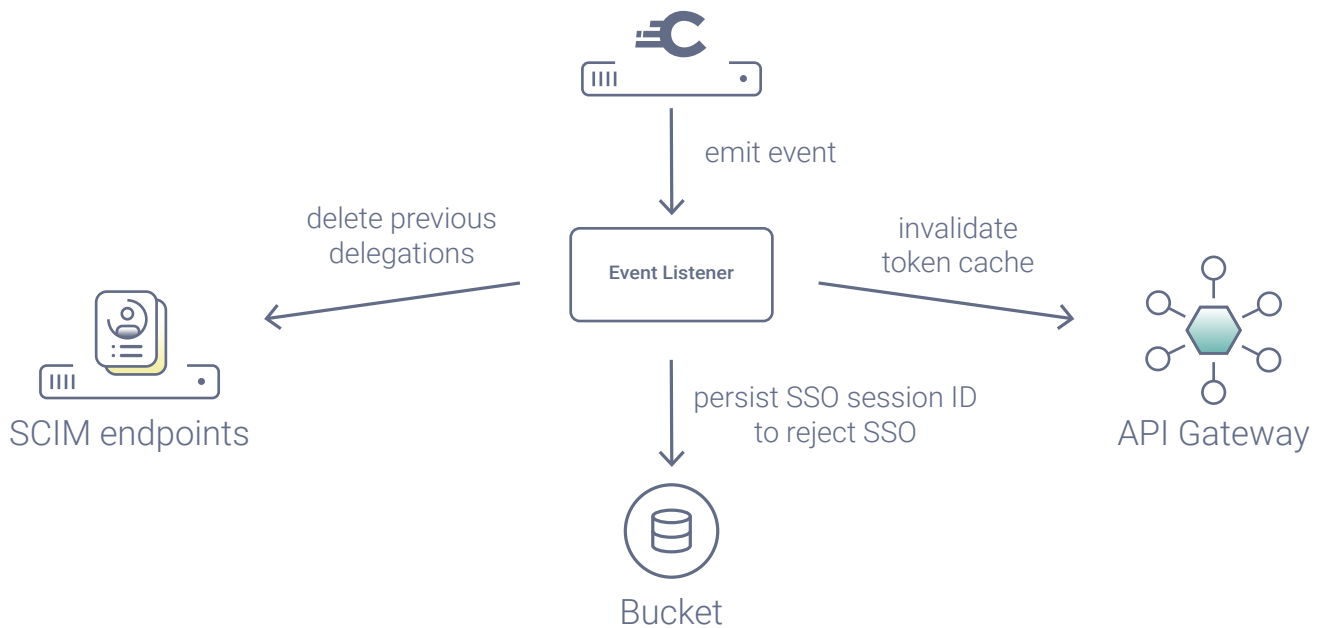 emit event
delete previous
delegations
Event Listener
invalidate
token cache
SCIM endpoints
persist SSO session ID
to reject SSO
API Gateway
Bucket